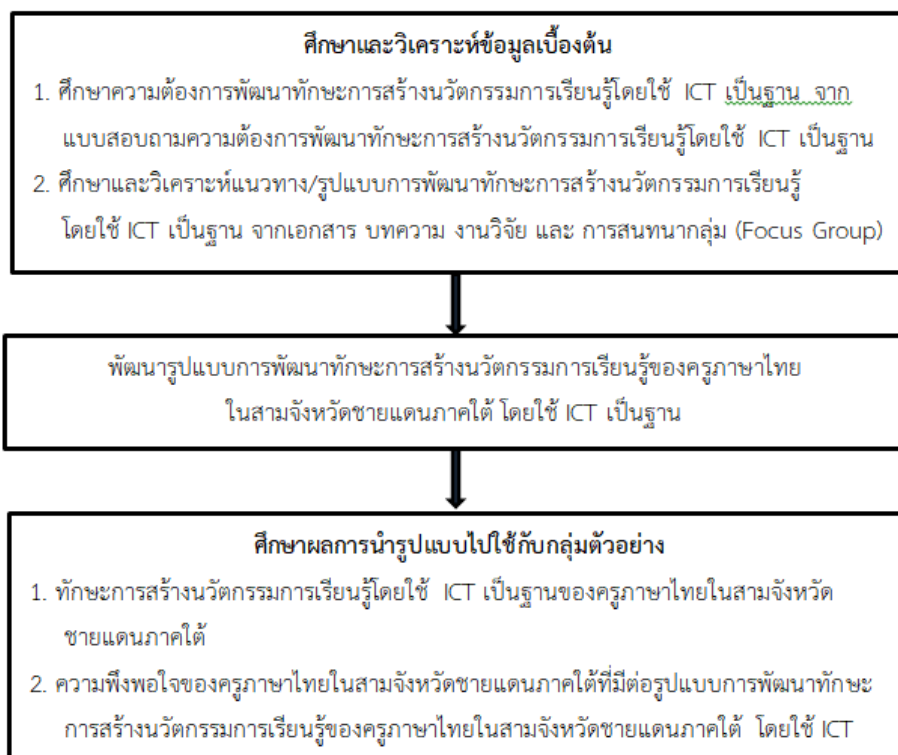 ศึกษาและวิเคราะห์ข้อมูลเบื้องต้น
1. ศึกษาความต้องการพัฒนาทักษะการสร้างนวัตกรรมการเรียนรู้โดยใช้ ICT เป็นฐาน จาก
แบบสอบถามความต้องการพัฒนาทักษะการสร้างนวัตกรรมการเรียนรู้โดยใช้ ICT เป็นฐาน
2. ศึกษาและวิเคราะห์แนวทาง/รูปแบบการพัฒนาทักษะการสร้างนวัตกรรมการเรียนรู้
โดยใช้ ICT เป็นฐาน จากเอกสาร บทความ งานวิจัย และ การสนทนากลุ่ม (Focus Group)
พัฒนารูปแบบการพัฒนาทักษะการสร้างนวัตกรรมการเรียนรู้ของครูภาษาไทย
ในสามจังหวัดชายแดนภาคใต้ โดยใช้ ICT เป็นฐาน
ศึกษาผลการนำรูปแบบไปใช้กับกลุ่มตัวอย่าง
1. ทักษะการสร้างนวัตกรรมการเรียนรู้โดยใช้ ICT เป็นฐานของครูภาษาไทยในสามจังหวัด
ชายแดนภาคใต้
2. ความพึงพอใจของครูภาษาไทยในสามจังหวัดชายแดนภาคใต้ที่มีต่อรูปแบบการพัฒนาทักษะ
การสร้างนวัตกรรมการเรียนรู้ของครูภาษาไทยในสามจังหวัดชายแดนภาคใต้ โดยใช้ ICT